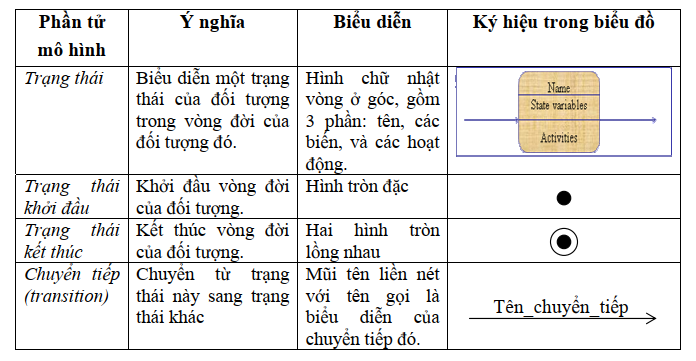 Phần tử
mô hình
Ý nghĩa
Biểu diễn
Ký hiệu trong biểu đồ
Trạng thái
Biểu diễn một trạng
thái của đối tượng
trong vòng đời của
đối tượng đó.
Hình chữ nhật
vòng ở góc, gồm
3 phần: tên, các
biến, và các hoạt
động.
Name
State variables
Activities
Trạng thái
khởi đầu
Khởi đầu vòng đời
của đối tượng.
Hình tròn đặc
Trạng thái
kết thúc
Kết thúc vòng đời
của đối tượng.
Hai hình tròn
lồng nhau
Chuyển tiếp
(transition)
Chuyển từ trạng
thái này sang trạng
thái khác
Mũi tên liền nét
với tên gọi là
biểu diễn của
chuyển tiếp đó.
Tên_chuyển_tiếp